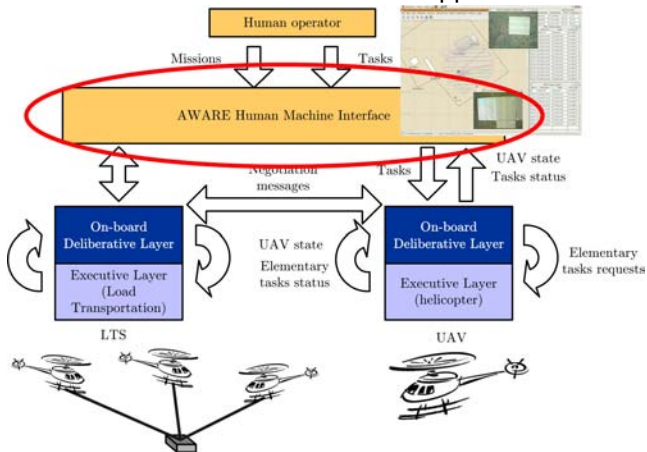 Human operator
Missions
Tasks
AWARE Human Machine Interface
Negotiation
messages
Tasks
UAV state
Tasks status
On-board
Deliberative Layer
Executive Layer
(Load
Transportation)
LTS
UAV state
Elementary
tasks status
On-board
Deliberative Layer
Executive Layer
(helicopter)
UAV
Elementary
tasks requests